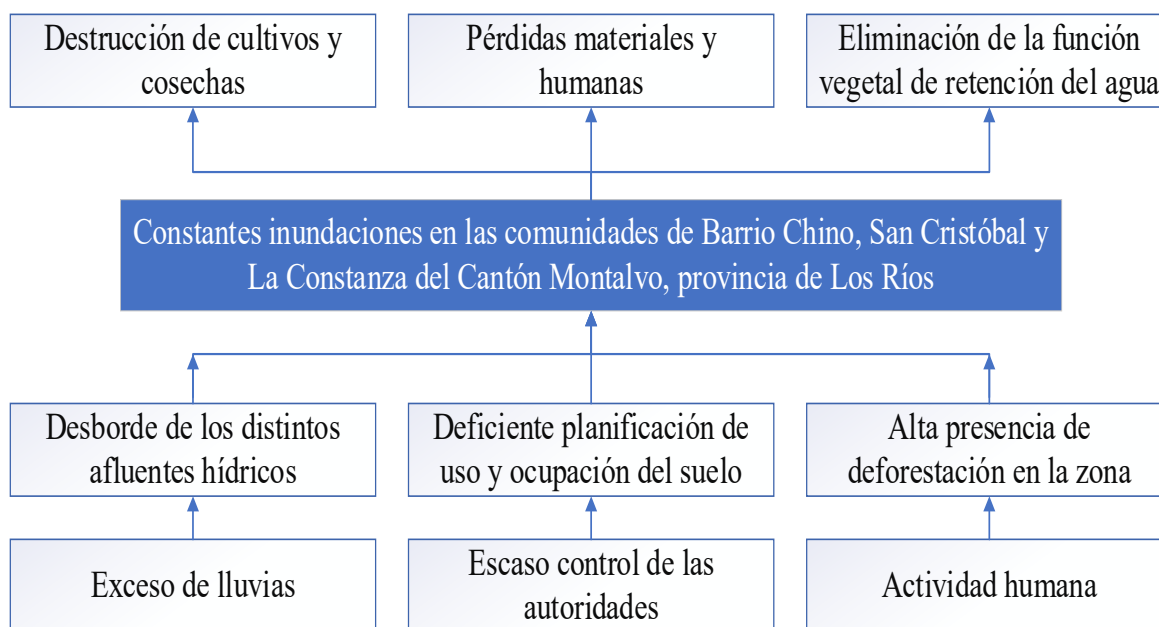 Destrucción de cultivos y
cosechas
Pérdidas materiales y
humanas
Eliminación de la función
vegetal de retención del agua
Constantes inundaciones en las comunidades de Barrio Chino, San Cristóbal y
La Constanza del Cantón Montalvo, provincia de Los Ríos
Desborde de los distintos
afluentes hídricos
Deficiente planificación de
uso y ocupación del suelo
Alta presencia de
deforestación en la zona
Exceso de lluvias
Escaso control de las
autoridades
Actividad humana